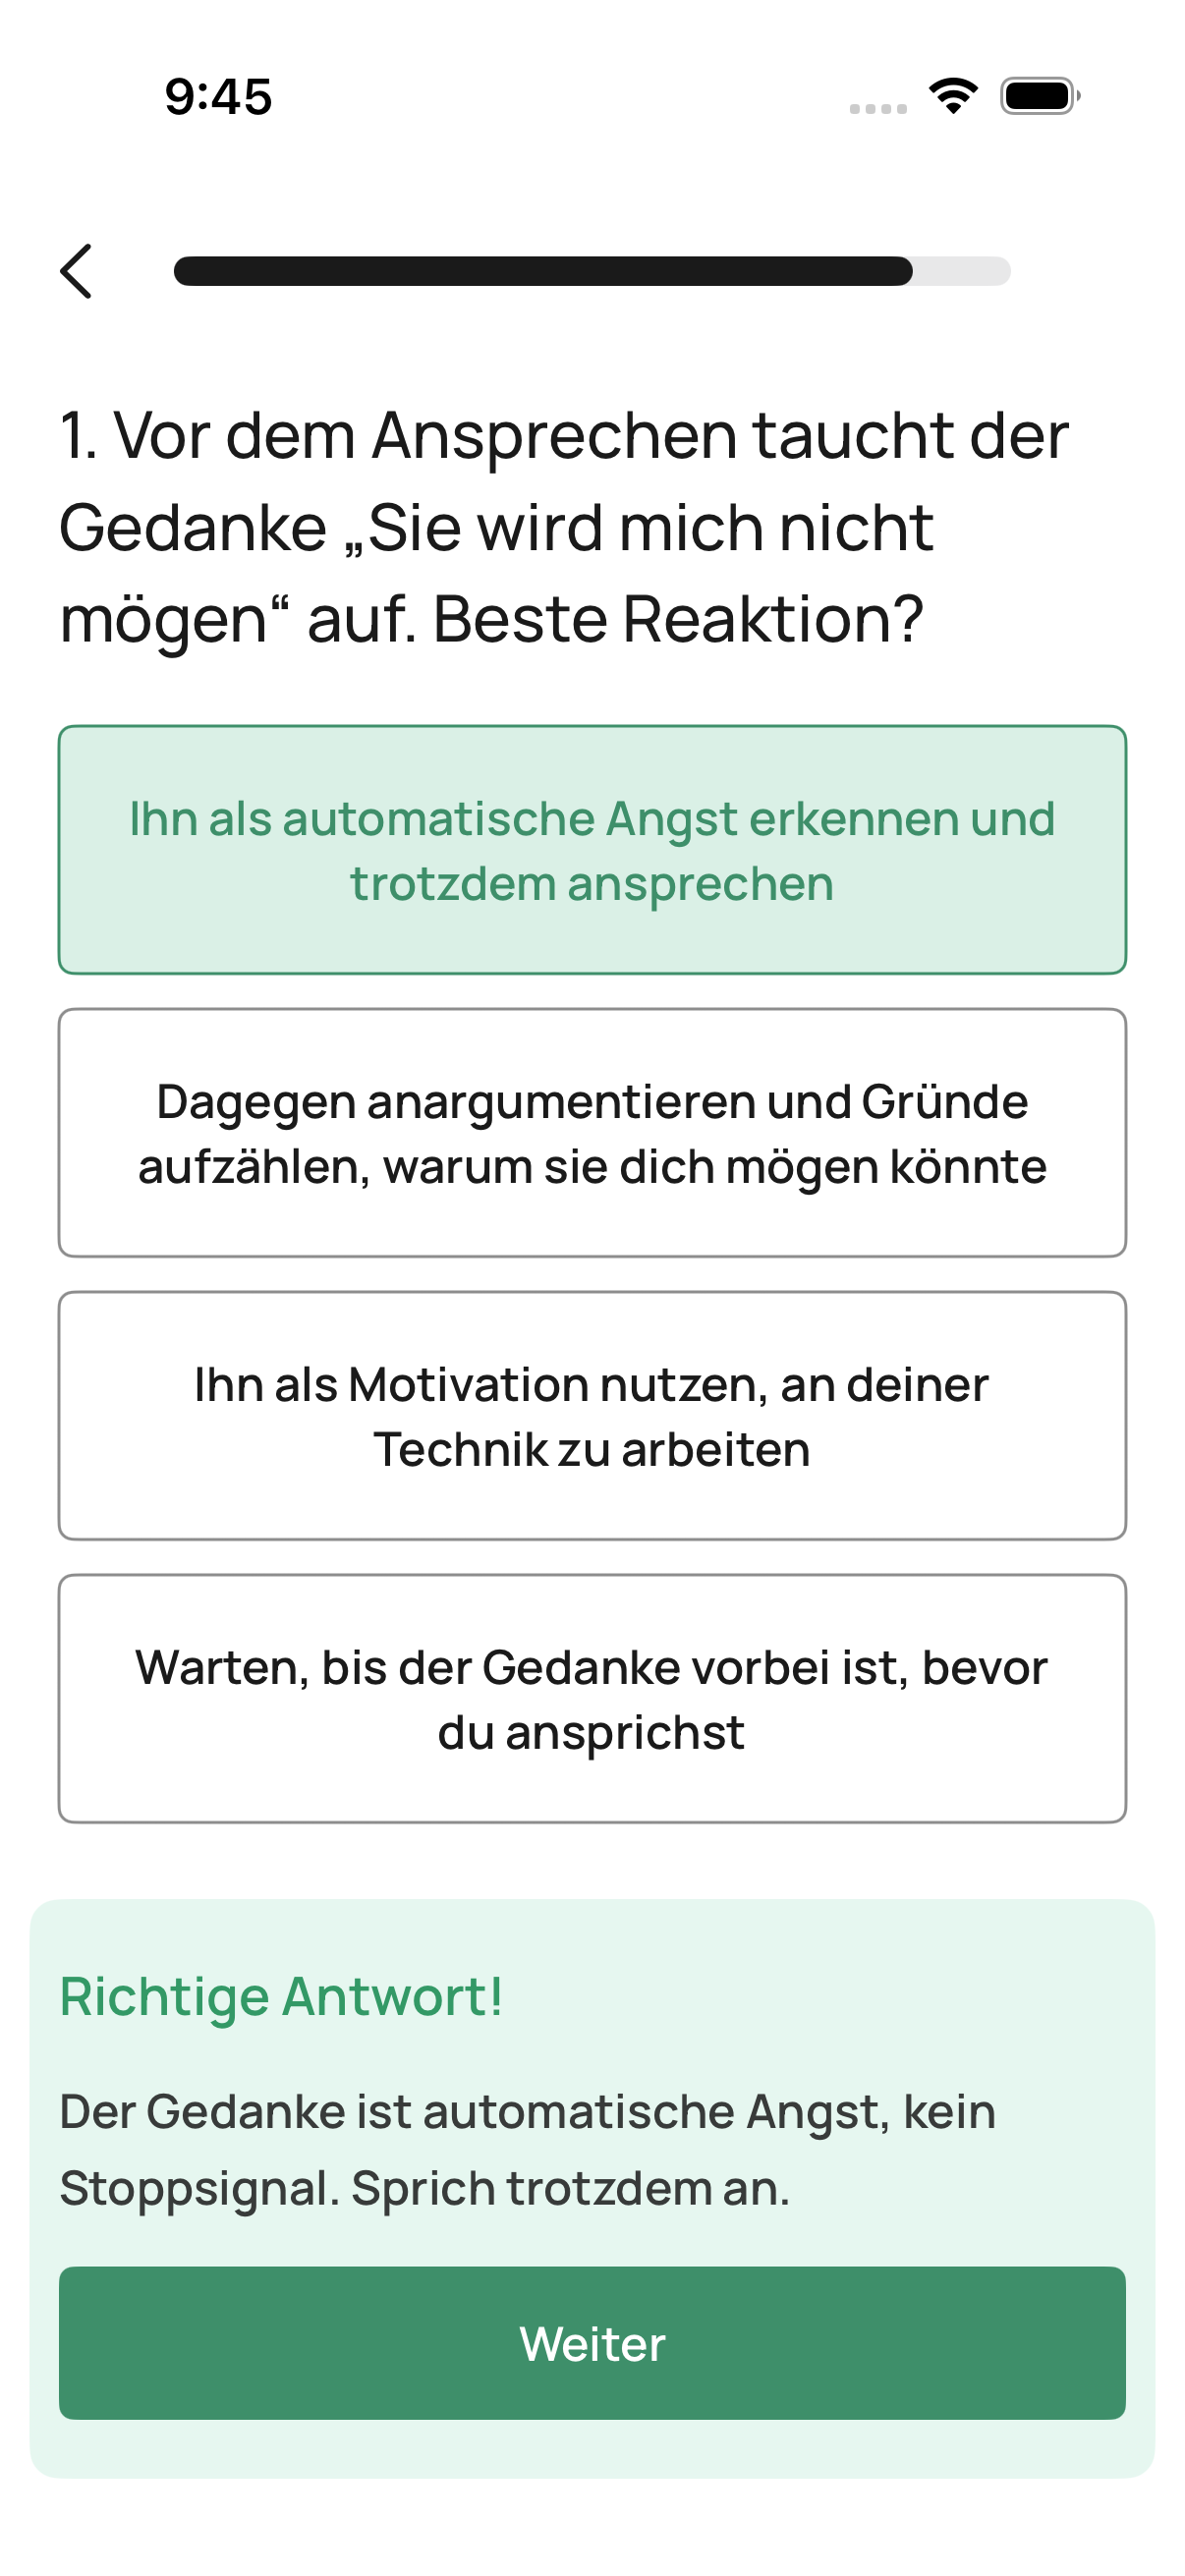 9:45
1. Vor dem Ansprechen taucht der
Gedanke „Sie wird mich nicht
mögen“ auf. Beste Reaktion?
Ihn als automatische Angst erkennen und
trotzdem ansprechen
Dagegen anargumentieren und Gründe
aufzählen, warum sie dich mögen könnte
Ihn als Motivation nutzen, an deiner
Technik zu arbeiten
Warten, bis der Gedanke vorbei ist, bevor
du ansprichst
Richtige Antwort!
Der Gedanke ist automatische Angst, kein
Stoppsignal. Sprich trotzdem an.
Weiter